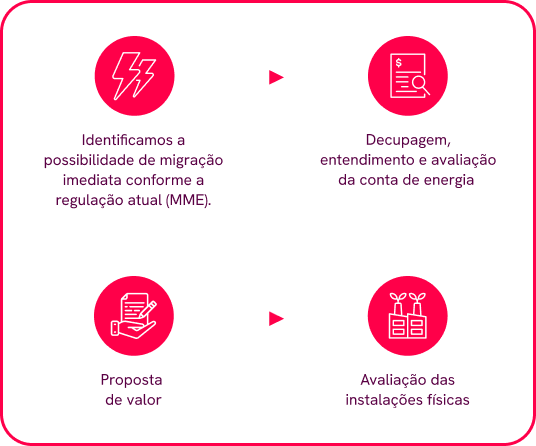 Identificamos a
possibilidade de migração
imediata conforme a
regulação atual (MME).
$
Decupagem,
entendimento e avaliação
da conta de energia
Proposta
de valor
Avaliação das
instalações físicas